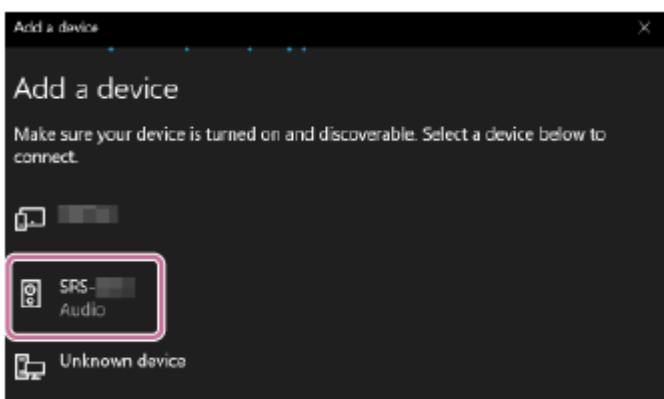 Add a device
Add a device
Make sure your device is turned on and discoverable. Select a device below to
connect.
SRS-
Audio
Unknown device